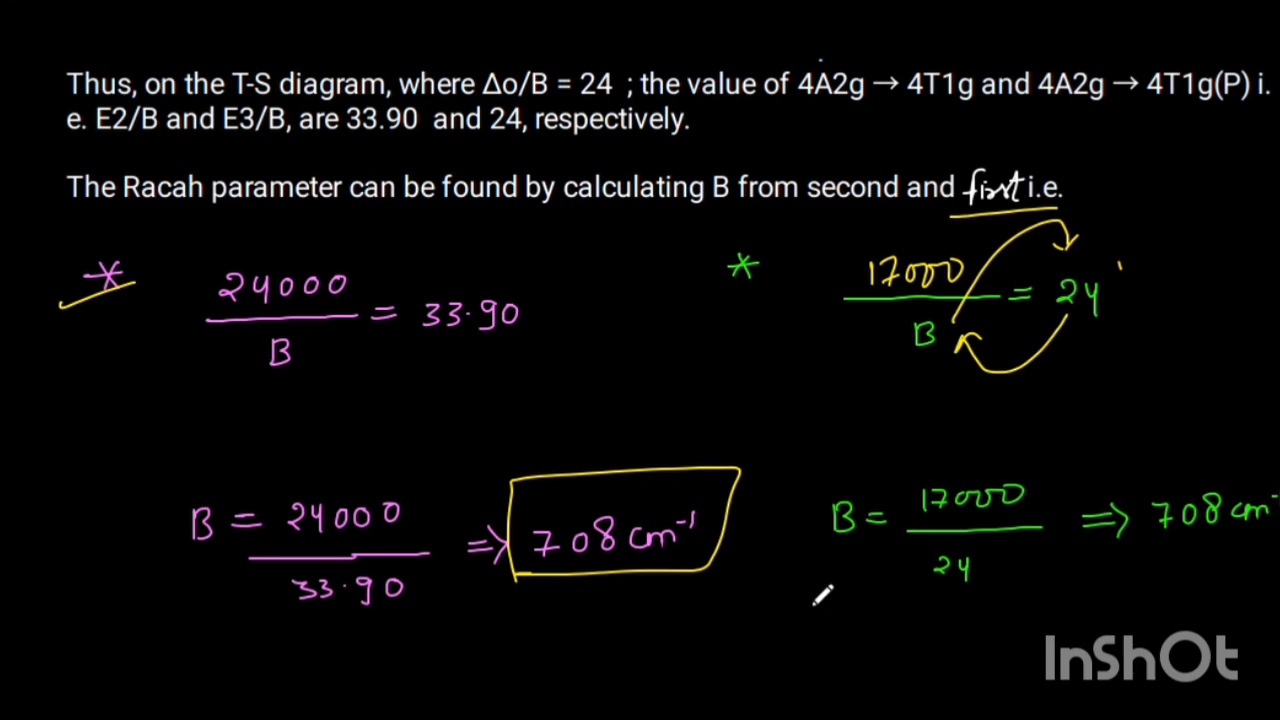 Thus, on the T-S diagram, where Δo/B = 24 ; the value of 4A2g → 4T1g and 4A2g → 4T1g(P) i.
e. E2/B and E3/B, are 33.90 and 24, respectively.
The Racah parameter can be found by calculating B from second and first i.e.
* 24000 / B = 33.90
* 17000 / B = 24
B = 24000 / 33.90 => 708 cm⁻¹
B = 17000 / 24 => 708 cm⁻
InShOt